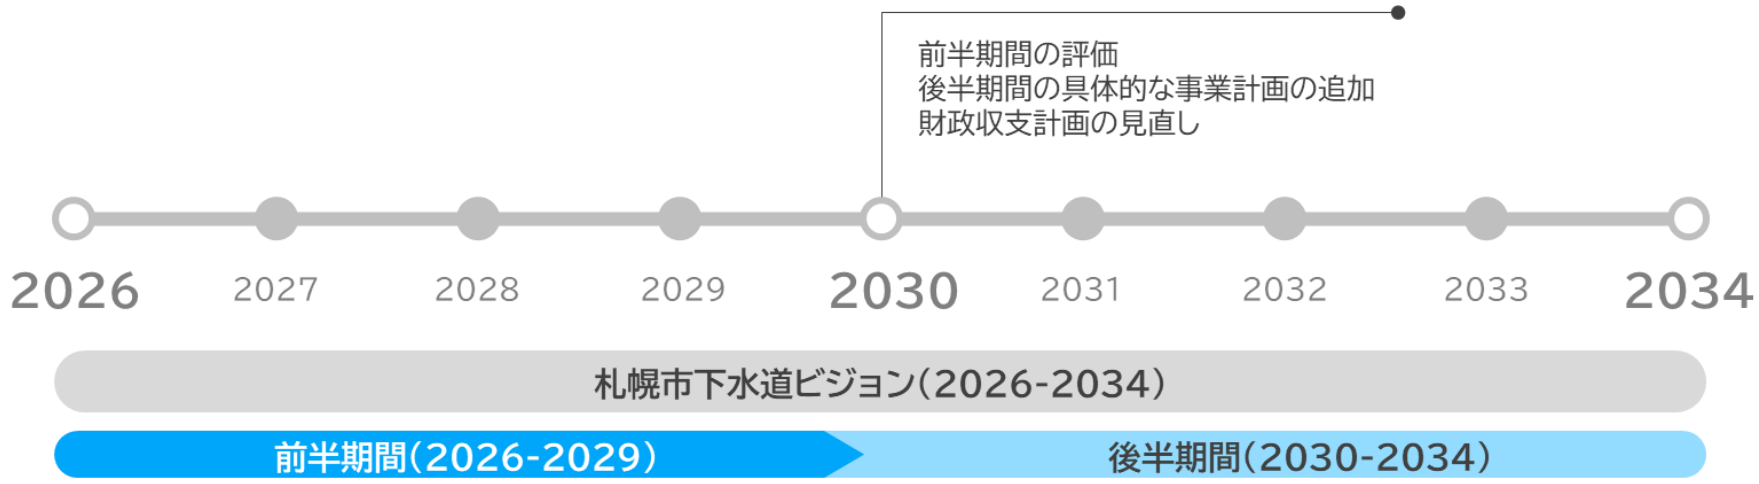 前半期間の評価
後半期間の具体的な事業計画の追加
財政収支計画の見直し
2026 2027 2028 2029 2030 2031 2032 2033 2034
札幌市下水道ビジョン(2026-2034)
前半期間(2026-2029) 後半期間(2030-2034)